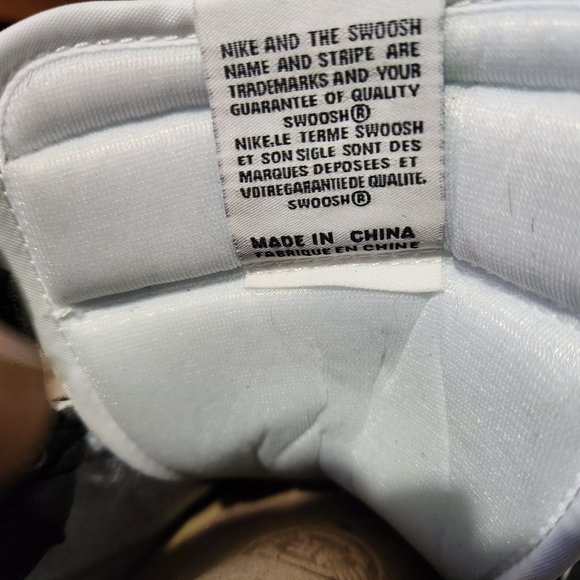 NIKE AND THE SWOOSH
NAME AND STRIPE ARE
TRADEMARKS AND YOUR
GUARANTEE OF QUALITY
SWOOSH®
NIKE.LE TERME SWOOSH
ET SON SIGLE SONT DES
MARQUES DEPOSEES ET
VOTREGARANTIEDE QUALITE.
SWOOSH®
MADE IN CHINA
FABRIQUE EN CHINE